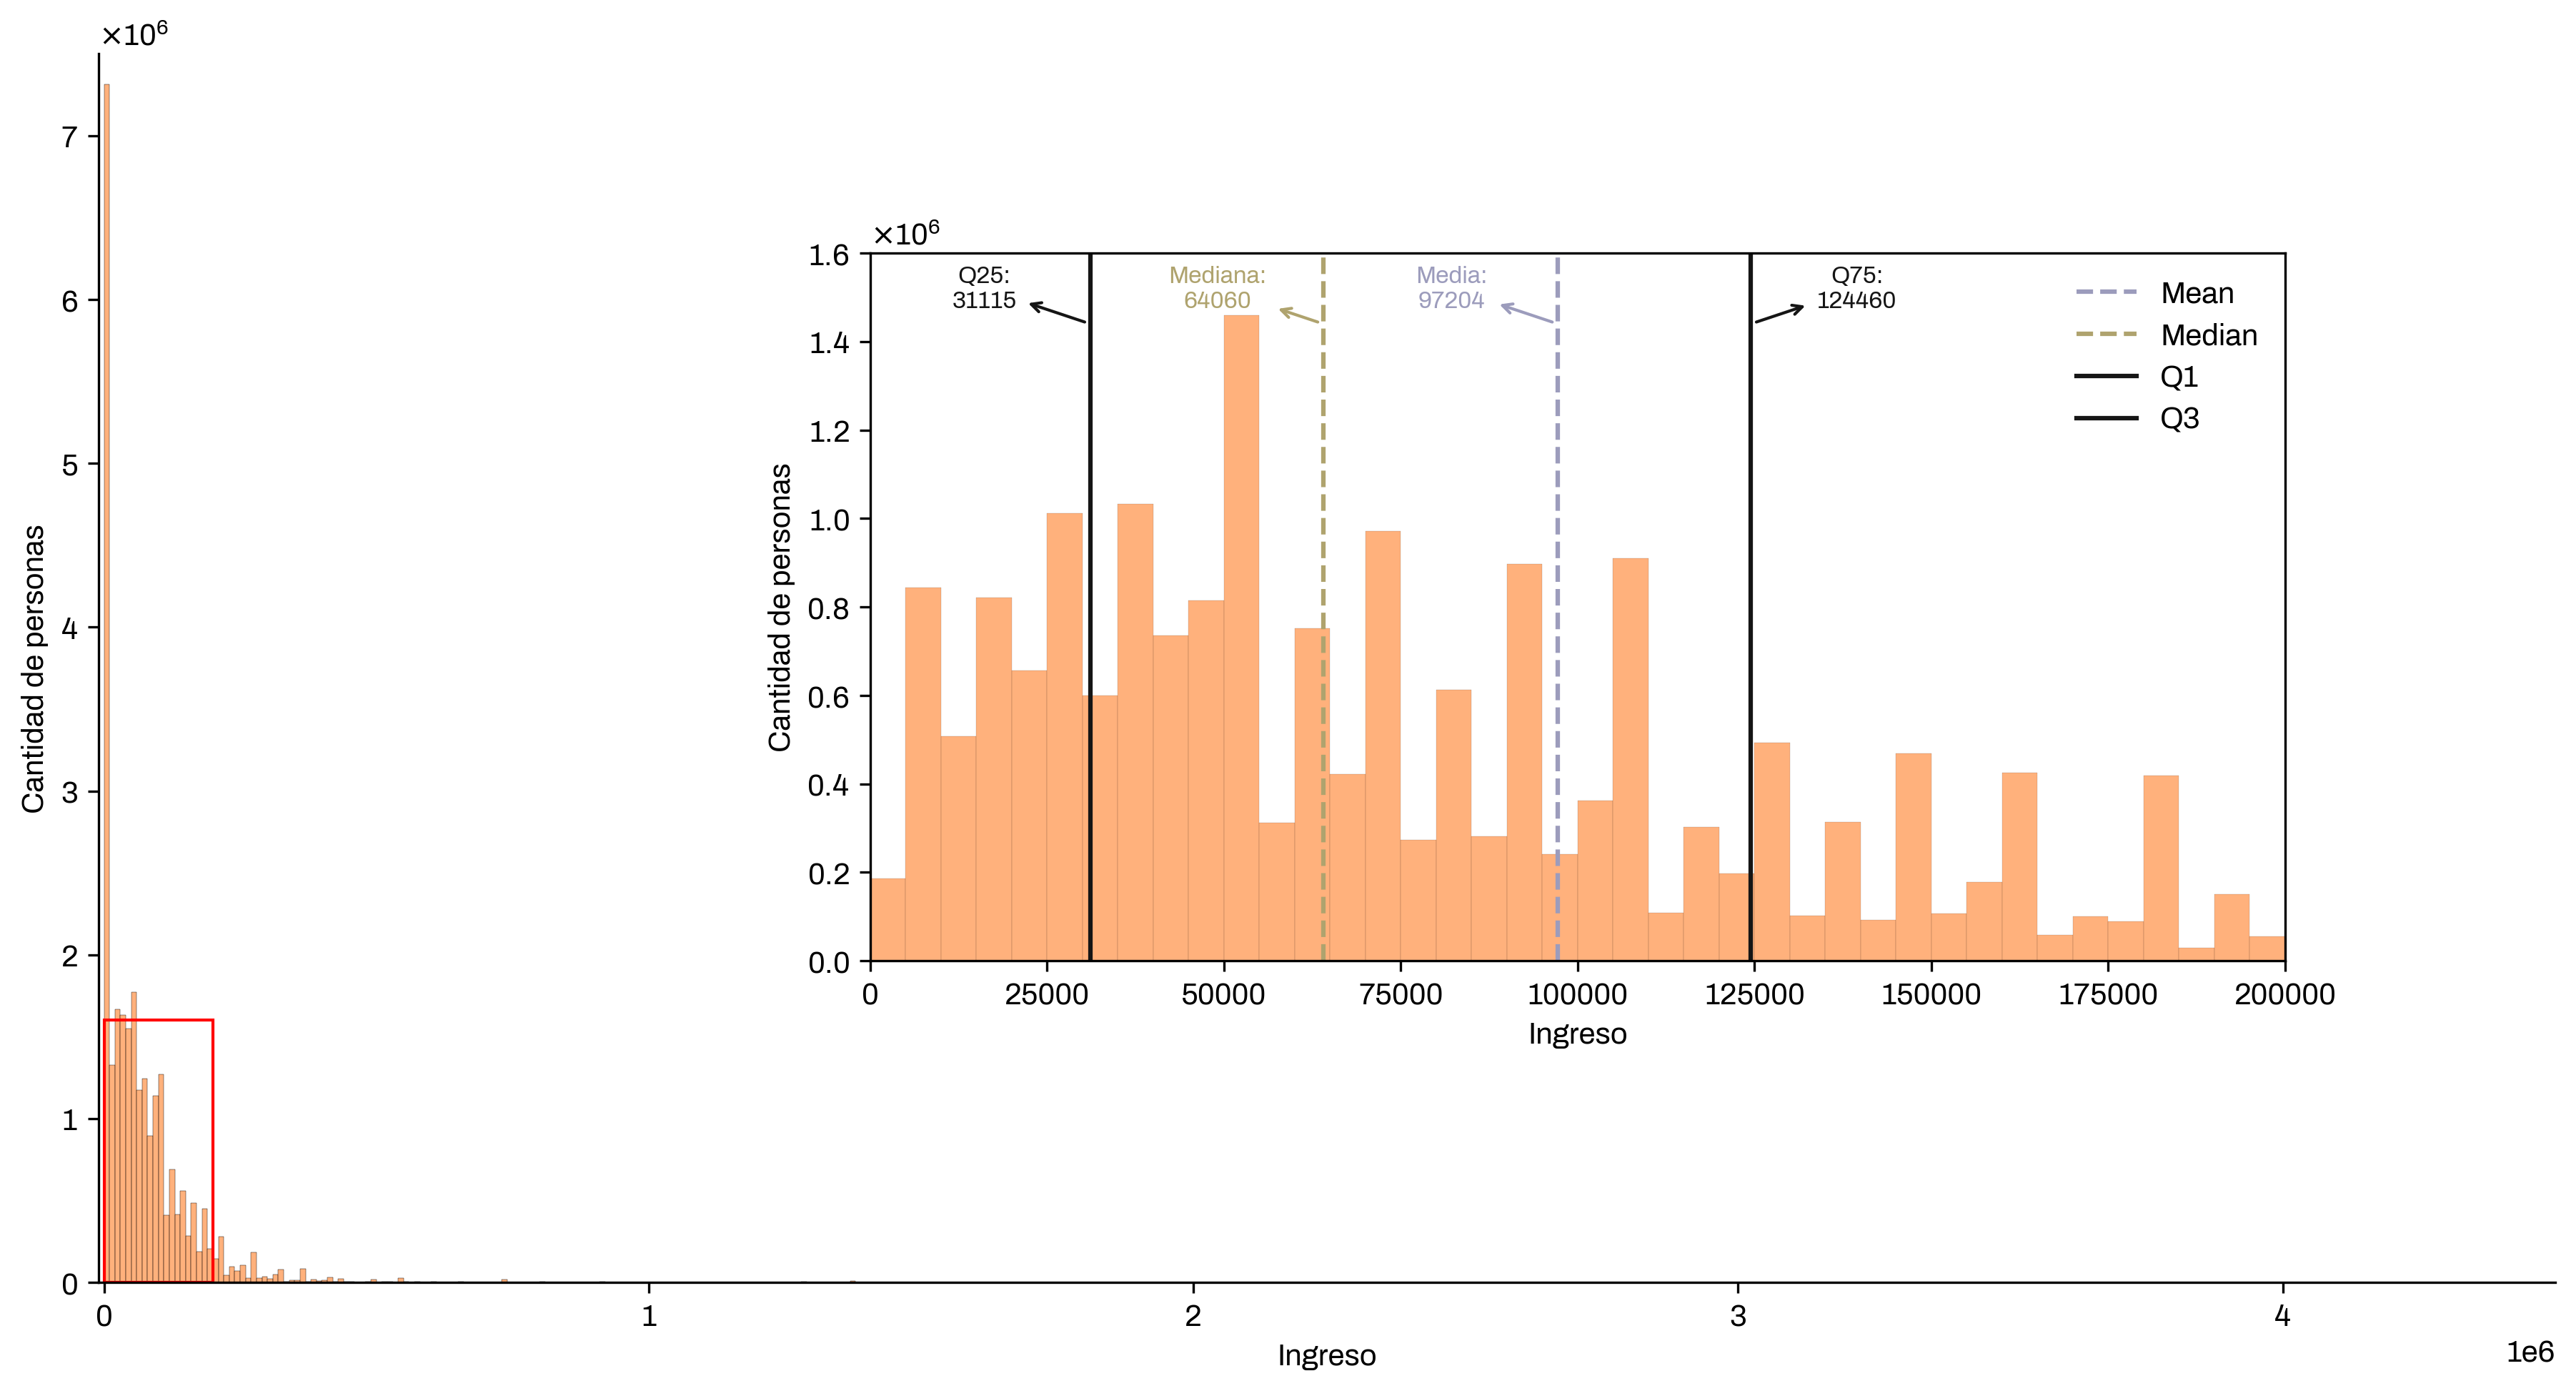 ×10⁶
7
6
5
4
3
2
1
0
Cantidad de personas
0
1
2
3
4
Ingreso
1e6
×10⁶
1.6
1.4
1.2
1.0
0.8
0.6
0.4
0.2
0.0
Cantidad de personas
Q25:
31115
Mediana:
64060
Media:
97204
Q75:
124460
Mean
Median
Q1
Q3
0
25000
50000
75000
100000
125000
150000
175000
200000
Ingreso